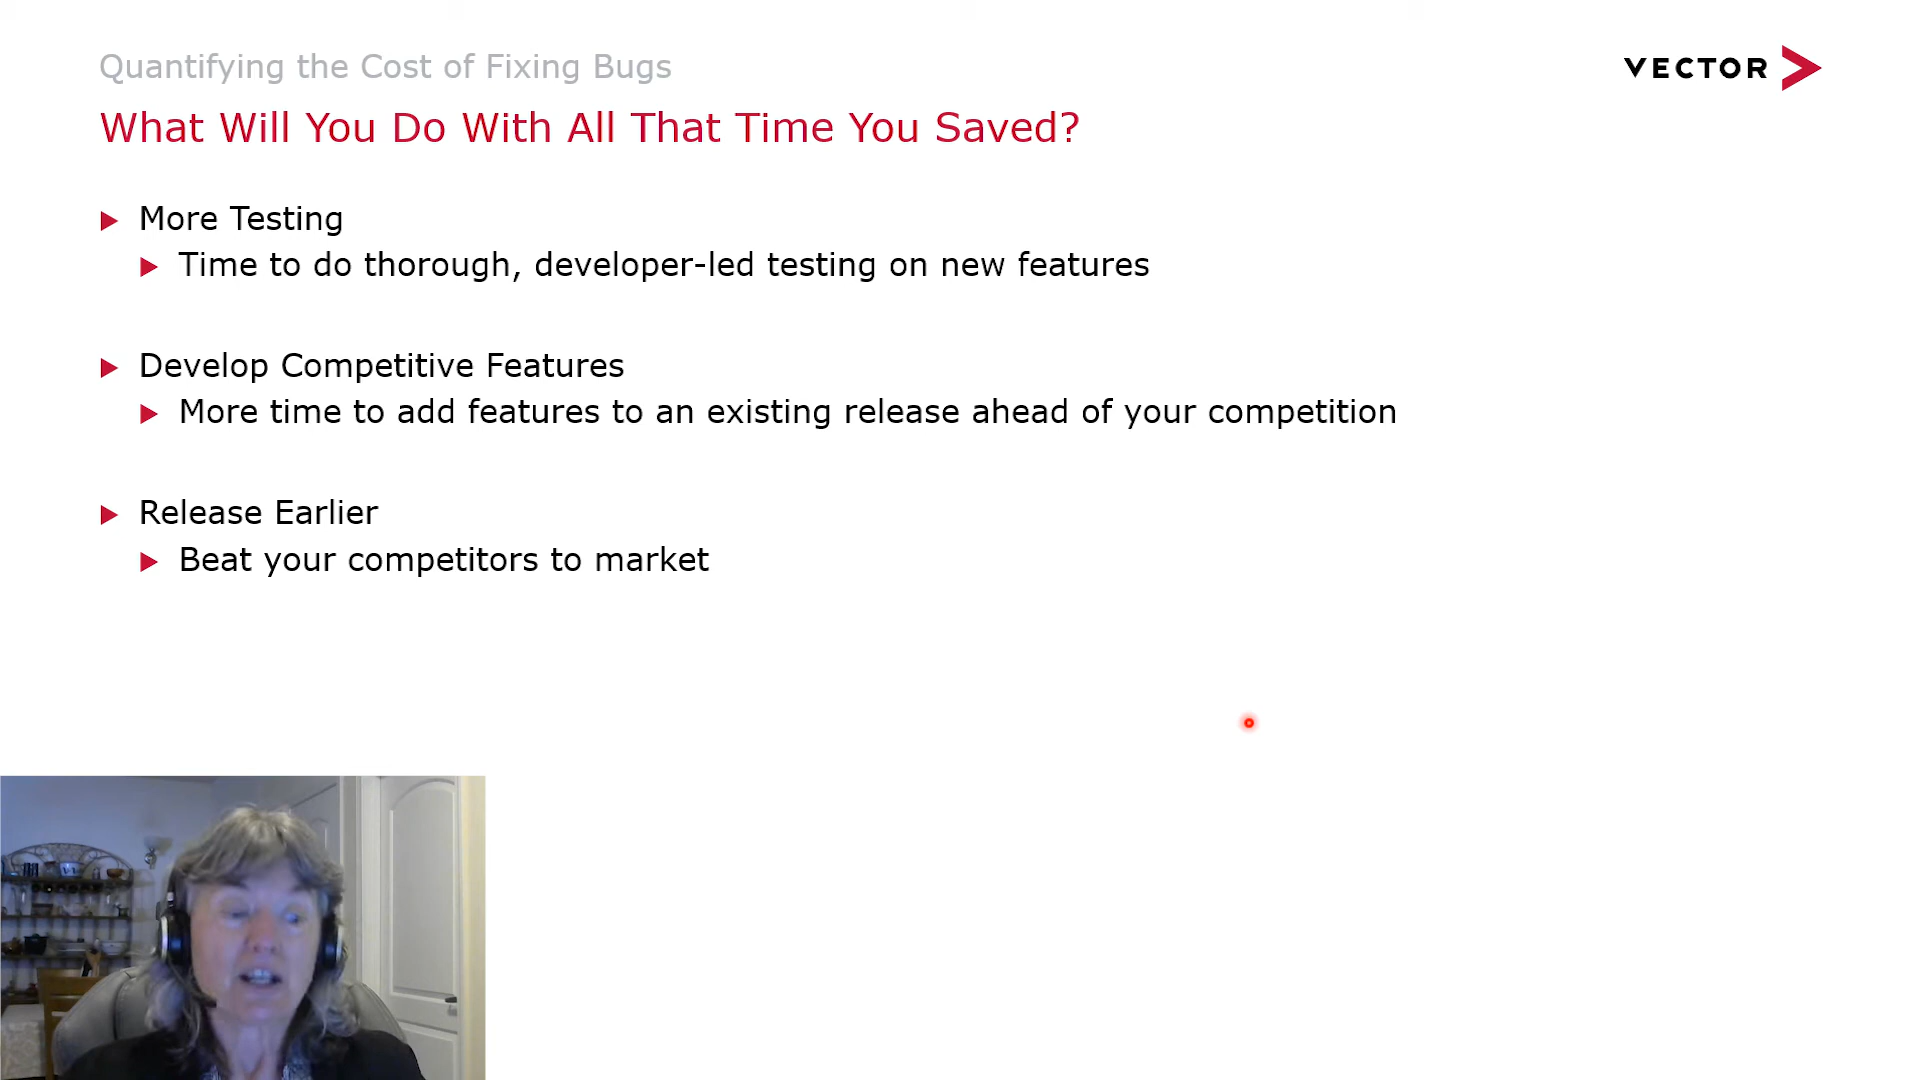 Quantifying the Cost of Fixing Bugs
VECTOR
What Will You Do With All That Time You Saved?
More Testing
Time to do thorough, developer-led testing on new features
Develop Competitive Features
More time to add features to an existing release ahead of your competition
Release Earlier
Beat your competitors to market